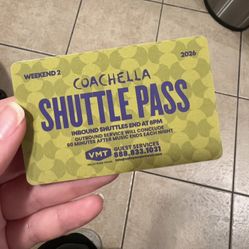 WEEKEND 2
2026
COACHELLA
SHUTTLE PASS
INBOUND SHUTTLES END AT 8PM
OUTBOUND SERVICE WILL CONCLUDE
90 MINUTES AFTER MUSIC ENDS EACH NIGHT
VMT
GUEST SERVICES
888.833.1031